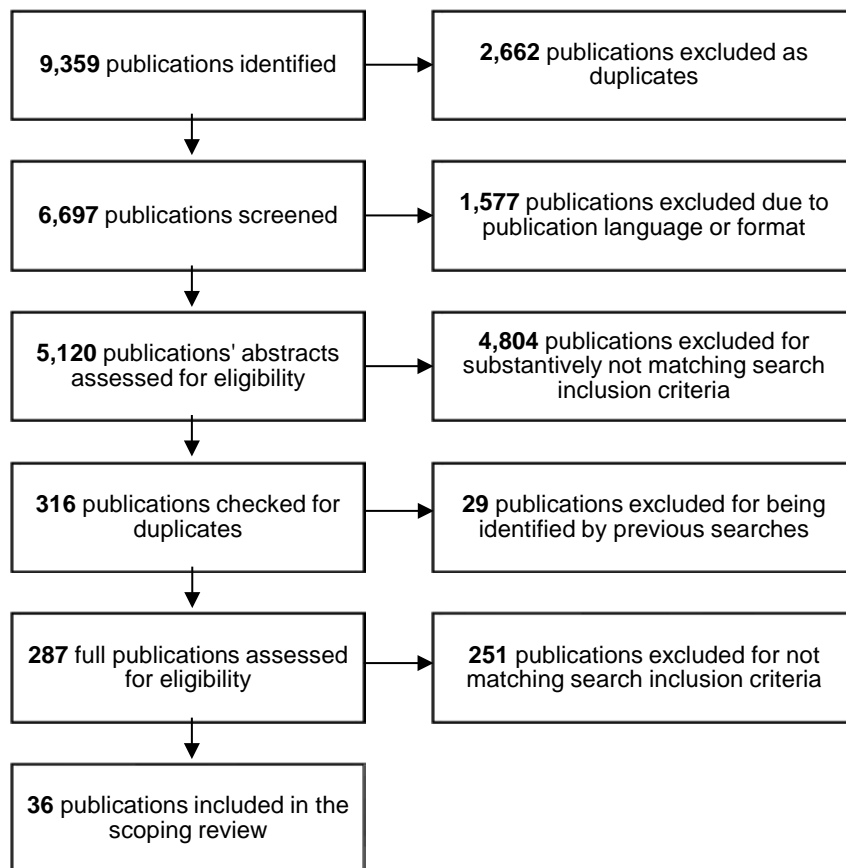 9,359 publications identified
2,662 publications excluded as
duplicates
6,697 publications screened
1,577 publications excluded due to
publication language or format
5,120 publications' abstracts
assessed for eligibility
4,804 publications excluded for
substantively not matching search
inclusion criteria
316 publications checked for
duplicates
29 publications excluded for being
identified by previous searches
287 full publications assessed
for eligibility
251 publications excluded for not
matching search inclusion criteria
36 publications included in the
scoping review